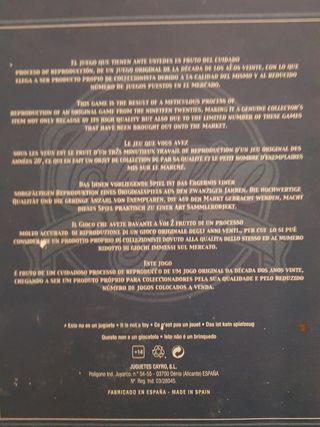 EL JUEGO QUE TIENEN ANTE USTEDES ES FRUTO DEL CUIDADO
PROCESO DE REPRODUCCIÓN, DE UN JUEGO ORIGINAL DE LA DÉCADA DE LOS AÑOS VEINTE, CON LO QUE
LLEGA A SER PRODUCTO PROPIO DE COLECCIONISTA DEBIDO A LA CALIDAD DEL MISMO Y AL REDUCIDO
NÚMERO DE JUEGOS PUESTOS EN EL MERCADO.
THIS GAME IS THE RESULT OF A METICULOUS PROCESS OF
REPRODUCTION OF AN ORIGINAL GAME FROM THE NINETEEN TWENTIES, MAKING IT A GENUINE COLLECTOR'S
ITEM NOT ONLY BECAUSE OF ITS HIGH QUALITY BUT ALSO DUE TO THE LIMITED NUMBER OF THESE GAMES
THAT HAVE BEEN BROUGHT OUT ONTO THE MARKET.
LE JEU QUE VOUS AVEZ
SOUS LES YEUX EST LE FRUIT D'UN TRÈS MINUTIEUX TRAVAIL DE REPRODUCTION D'UN JEU ORIGINAL DES
ANNÉES 20', CE QUI EN FAIT UN OBJET DE COLLECTION DE PAR SA QUALITÉ ET LE PETIT NOMBRE D'EXEMPLAIRES
MIS SUR LE MARCHÉ.
DAS IHNEN VORLIEGENDE SPIEL IST DAS ERGEBNIS EINER
SORGFÄLTIGEN REPRODUKTION EINES ORIGINALSPIELS AUS DEN ZWANZIGER JAHREN. DIE HOCHWERTIGE
QUALITÄT UND DIE GERINGE ANZAHL VON EXEMPLAREN, DIE AUF DEN MARKT GEBRACHT WERDEN, MACHT
DIESES SPIEL PRAKTISCH ZU EINER ART SAMMLEROBJEKT.
IL GIOCO CHE AVETE DAVANTI A VOI È FRUTTO DI UN PROCESSO
MOLTO ACCURATO DI RIPRODUZIONE DI UN GIOCO ORIGINALE DEGLI ANNI VENTI., PER CUI LO SI PUÒ
CONSIDERARE UN PRODOTTO PROPRIO DI COLLEZIONISTI DOVUTO ALLA QUALITÀ DELLO STESSO ED AL NUMERO
RIDOTTO DI GIOCHI IMMESSI SUL MERCATO.
ESTE JOGO
É FRUTO DE UM CUIDADOSO PROCESSO DE REPRODUÇÃO DE UM JOGO ORIGINAL DA DÉCADA DOS ANOS VINTE,
CHEGANDO A SER UM PRODUTO PRÓPRIO PARA COLECCIONADORES PELA SUA QUALIDADE E PELO REDUZIDO
NÚMERO DE JOGOS COLOCADOS A VENDA.
• Esto no es un juguete • It is not a toy • Ce n'est pas un jouet • Das ist kein spielzeug
Questo non è un giocattolo • Isto não é um brinquedo
+14
JUGUETES CAYRO, S.L.
Polígono Ind. Juyarco, n.º 54-55 - 03700 Denia (Alicante) ESPAÑA
Nº. Reg. Ind. 03/28045.
FABRICADO EN ESPAÑA - MADE IN SPAIN